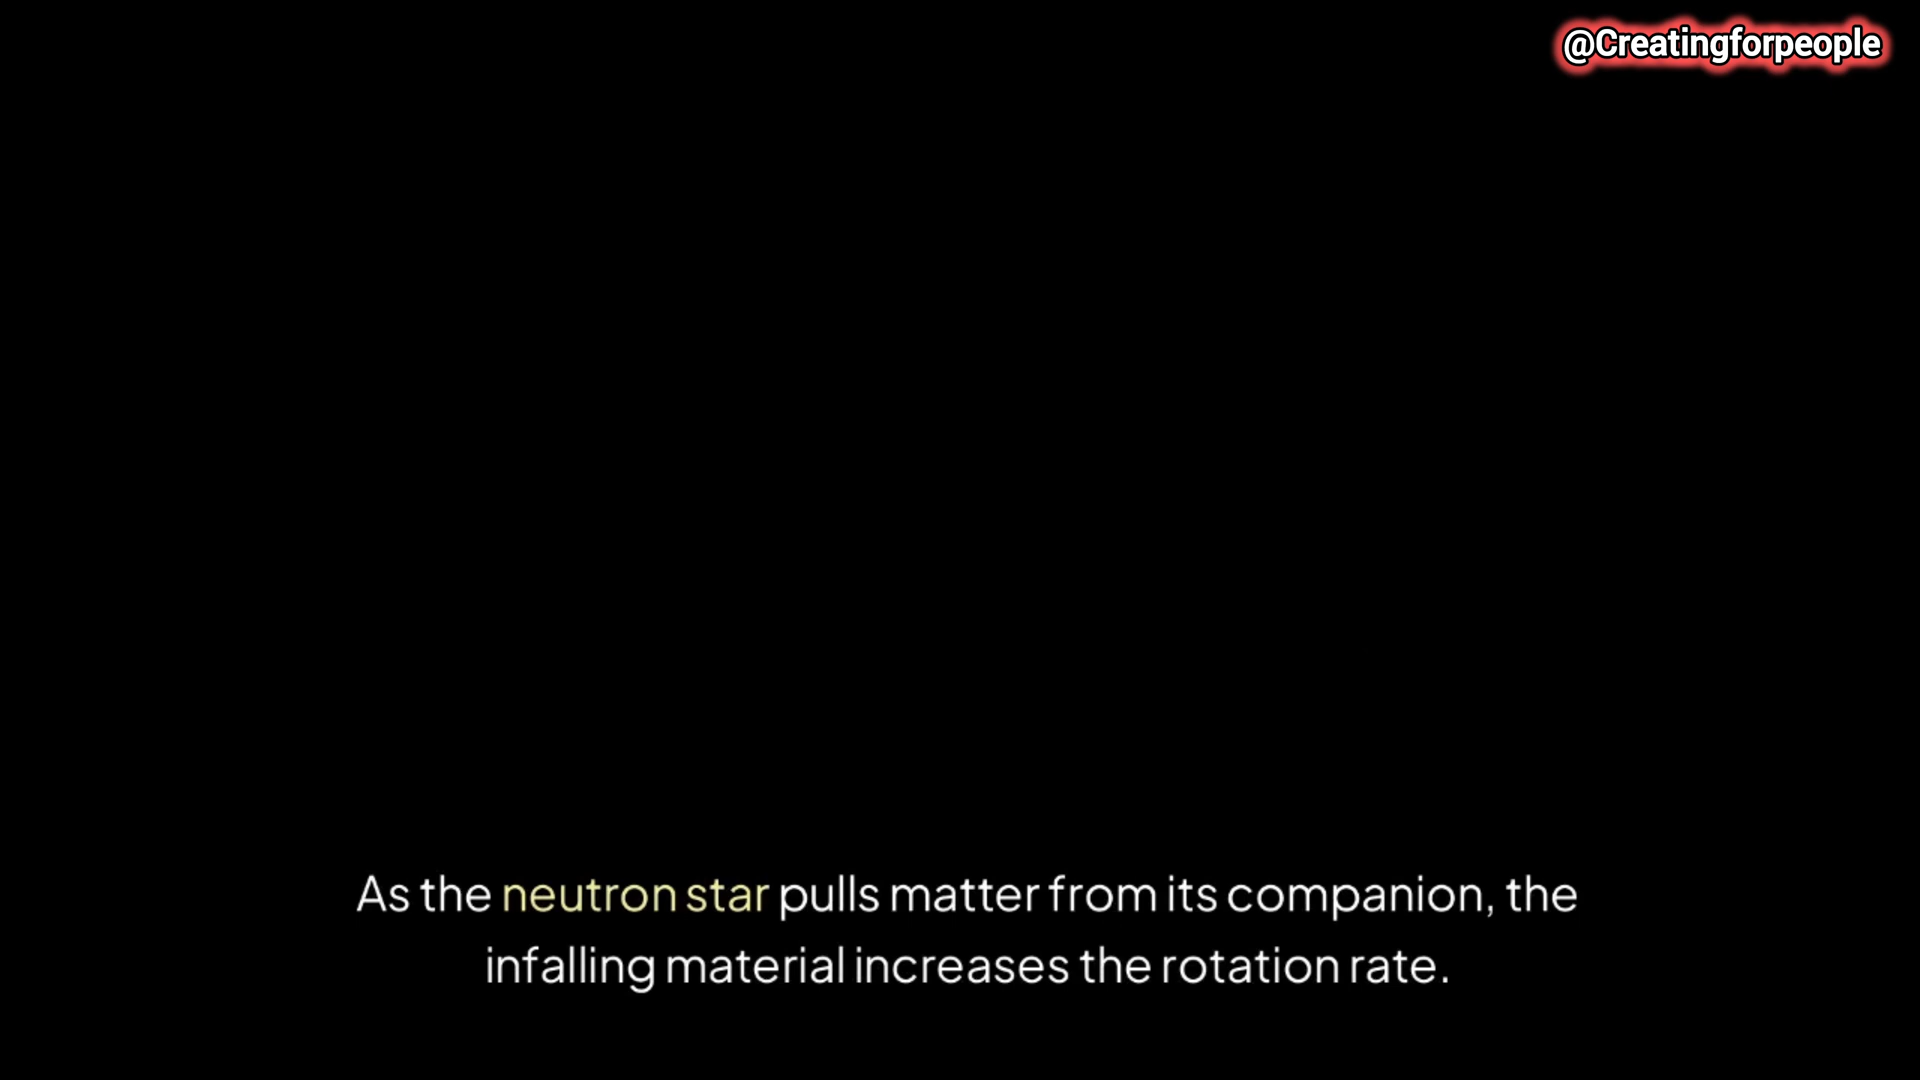 @Creatingforpeople
As the neutron star pulls matter from its companion, the
infalling material increases the rotation rate.